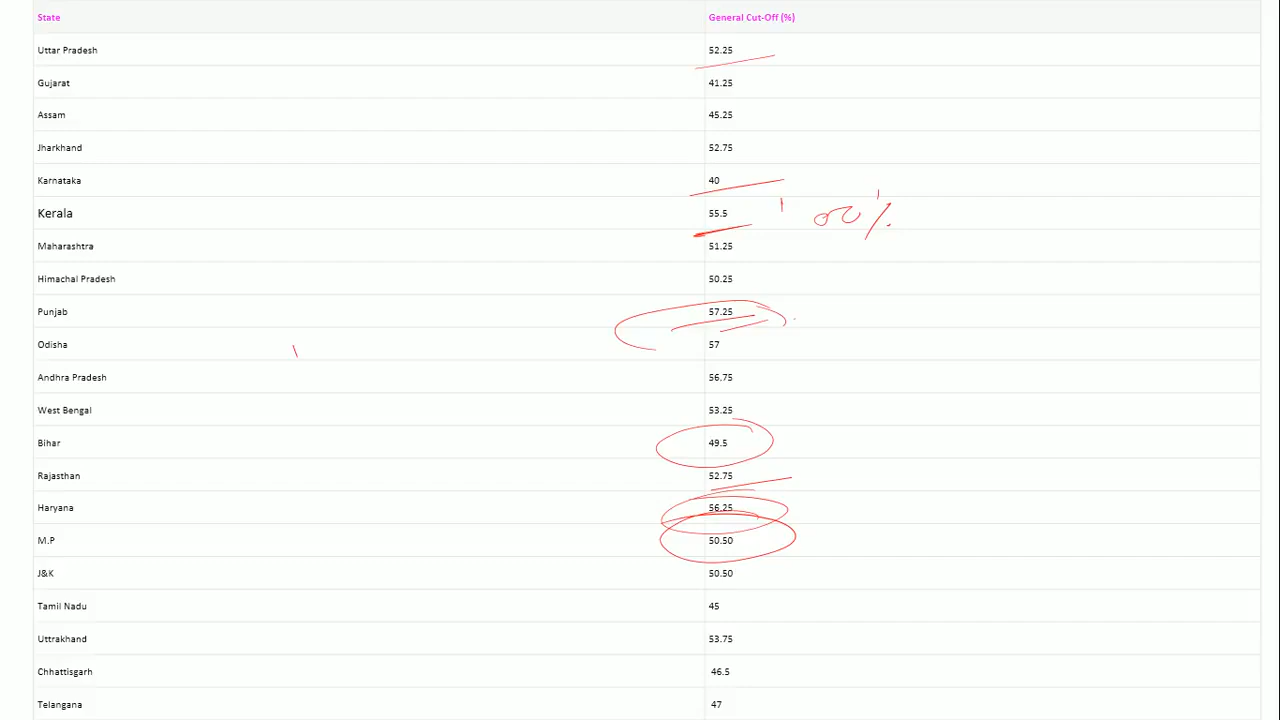 State General Cut-Off (%)
Uttar Pradesh 52.25
Gujarat 41.25
Assam 45.25
Jharkhand 52.75
Karnataka 40
Kerala 55.5
00%
Maharashtra 51.25
Himachal Pradesh 50.25
Punjab 57.25
Odisha 57
Andhra Pradesh 56.75
West Bengal 53.25
Bihar 49.5
Rajasthan 52.75
Haryana 56.25
M.P 50.50
J&K 50.50
Tamil Nadu 45
Uttrakhand 53.75
Chhattisgarh 46.5
Telangana 47